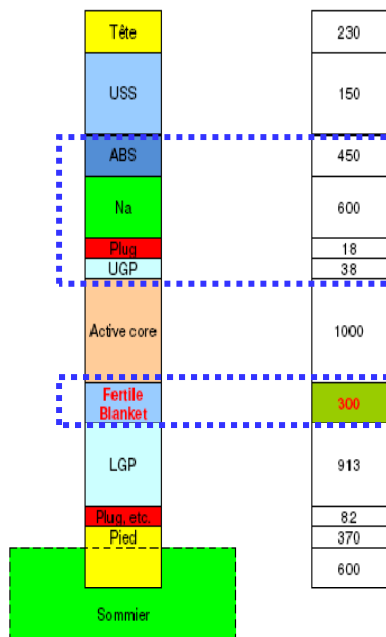 Tête 230
USS 150
ABS 450
Na 600
Plug 18
UGP 38
Active core 1000
Fertile 300
Blanket
LGP 913
Plug, etc. 82
Pied 370
600
Sommier